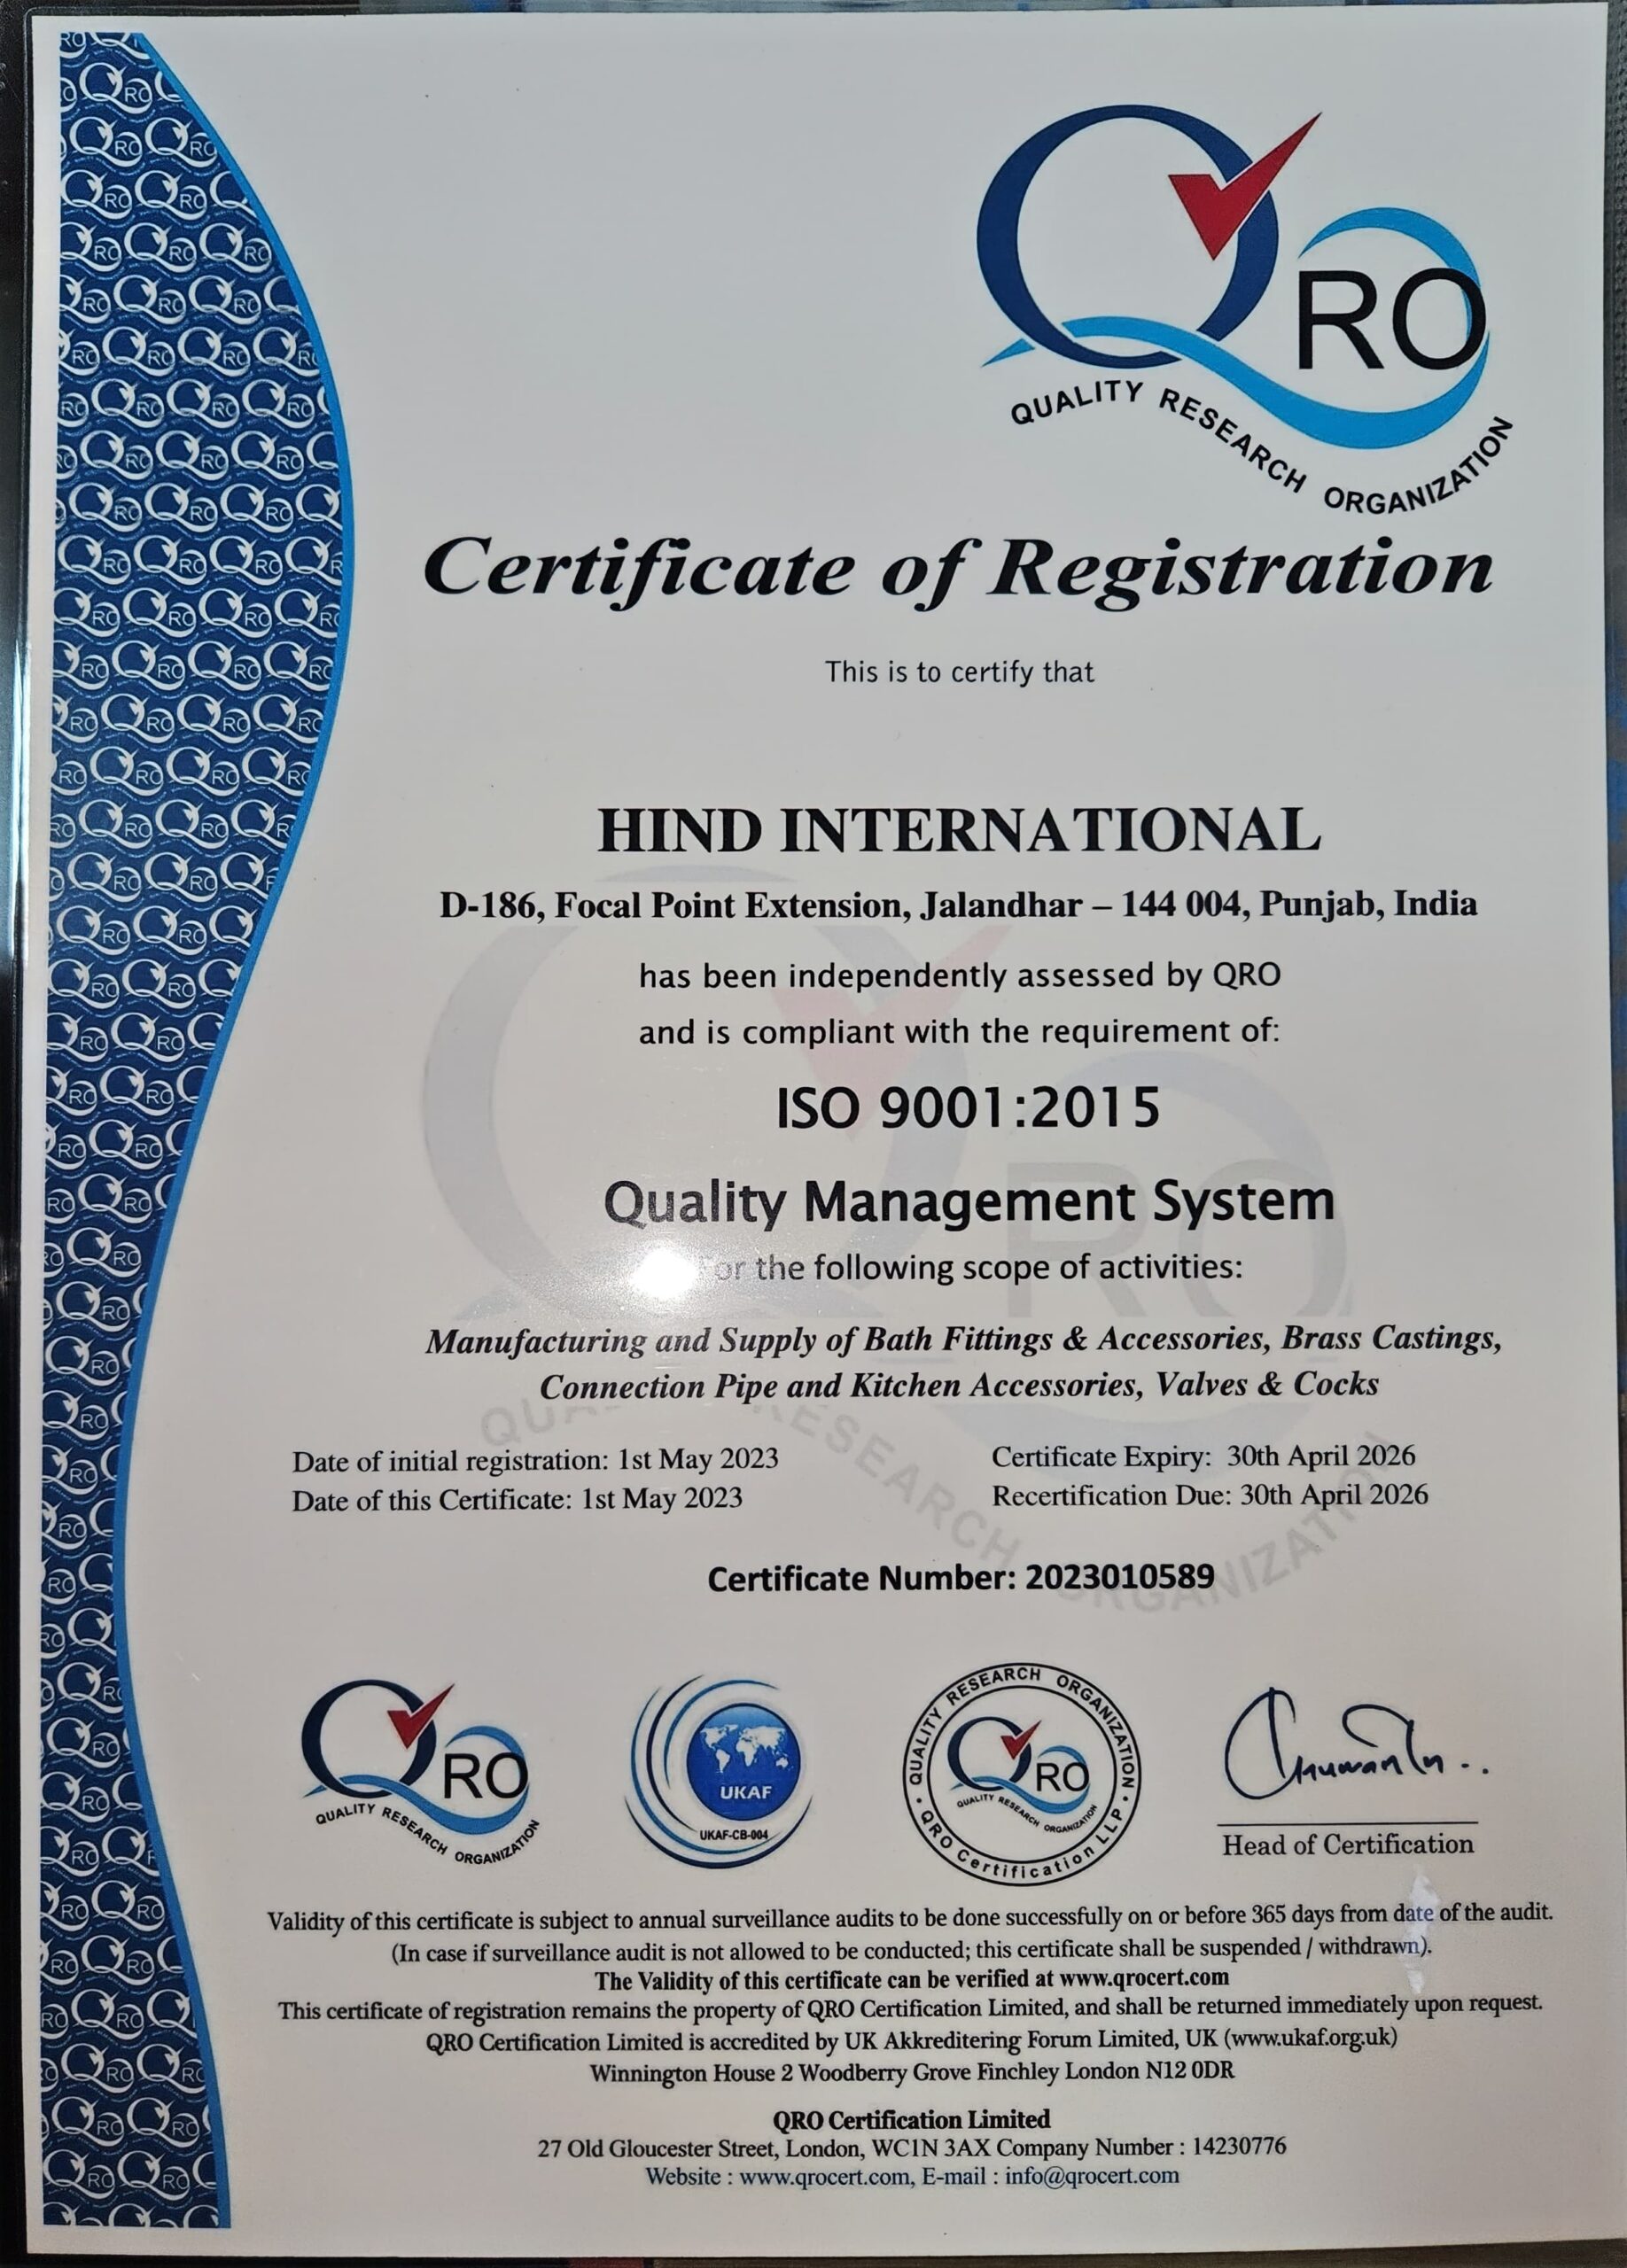 QRO
QUALITY RESEARCH ORGANIZATION
Certificate of Registration
This is to certify that
HIND INTERNATIONAL
D-186, Focal Point Extension, Jalandhar – 144 004, Punjab, India
has been independently assessed by QRO
and is compliant with the requirement of:
ISO 9001:2015
Quality Management System
the following scope of activities:
Manufacturing and Supply of Bath Fittings & Accessories, Brass Castings,
Connection Pipe and Kitchen Accessories, Valves & Cocks
Date of initial registration: 1st May 2023
Date of this Certificate: 1st May 2023
Certificate Expiry: 30th April 2026
Recertification Due: 30th April 2026
Certificate Number: 2023010589
QRO
QUALITY RESEARCH ORGANIZATION
UKAF
UKAF-CB-004
QUALITY RESEARCH ORGANIZATION
QRO
QUALITY RESEARCH ORGANIZATION
QRO Certification LLP
Head of Certification
Validity of this certificate is subject to annual surveillance audits to be done successfully on or before 365 days from date of the audit.
(In case if surveillance audit is not allowed to be conducted; this certificate shall be suspended / withdrawn).
The Validity of this certificate can be verified at www.qrocert.com
This certificate of registration remains the property of QRO Certification Limited, and shall be returned immediately upon request.
QRO Certification Limited is accredited by UK Akkreditering Forum Limited, UK (www.ukaf.org.uk)
Winnington House 2 Woodberry Grove Finchley London N12 0DR
QRO Certification Limited
27 Old Gloucester Street, London, WC1N 3AX Company Number : 14230776
Website : www.qrocert.com, E-mail : info@qrocert.com